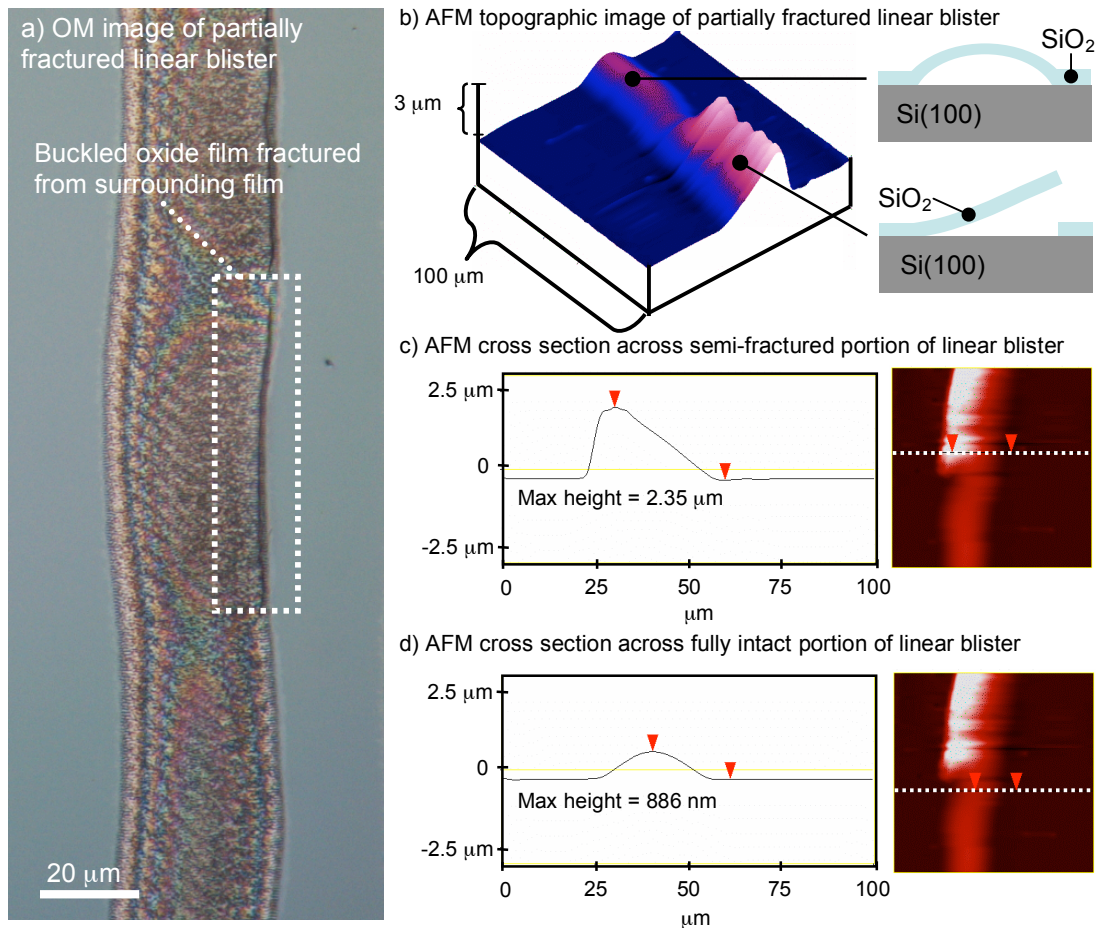 a) OM image of partially
fractured linear blister
Buckled oxide film fractured
from surrounding film
20 μm
b) AFM topographic image of partially fractured linear blister
3 μm
100 μm
SiO₂
Si(100)
SiO₂
Si(100)
c) AFM cross section across semi-fractured portion of linear blister
2.5 μm
0
-2.5 μm
Max height = 2.35 μm
0 25 50 75 100
μm
d) AFM cross section across fully intact portion of linear blister
2.5 μm
0
-2.5 μm
Max height = 886 nm
0 25 50 75 100
μm